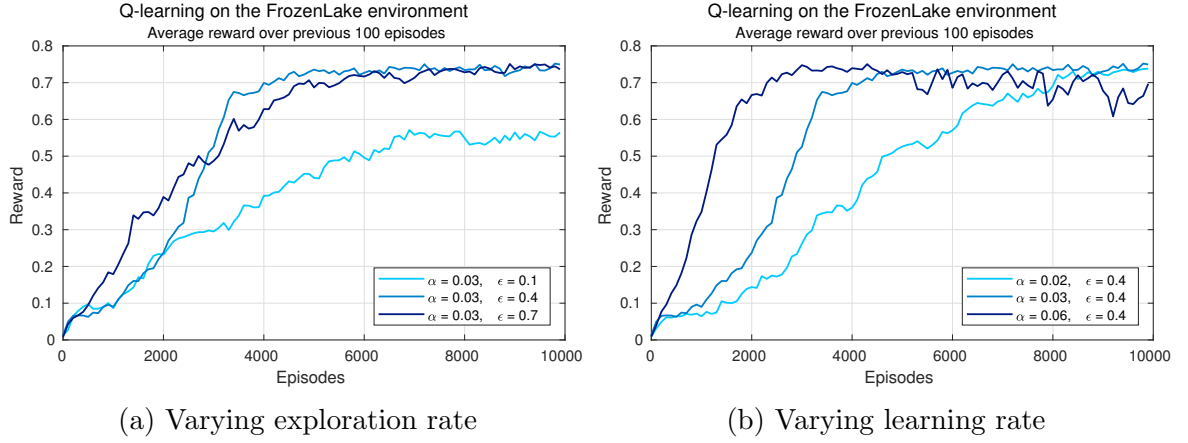 Q-learning on the FrozenLake environment
Average reward over previous 100 episodes
Reward
0.8
0.7
0.6
0.5
0.4
0.3
0.2
0.1
0
α = 0.03, ϵ = 0.1
α = 0.03, ϵ = 0.4
α = 0.03, ϵ = 0.7
0 2000 4000 6000 8000 10000
Episodes
(a) Varying exploration rate
Q-learning on the FrozenLake environment
Average reward over previous 100 episodes
Reward
0.8
0.7
0.6
0.5
0.4
0.3
0.2
0.1
0
α = 0.02, ϵ = 0.4
α = 0.03, ϵ = 0.4
α = 0.06, ϵ = 0.4
0 2000 4000 6000 8000 10000
Episodes
(b) Varying learning rate